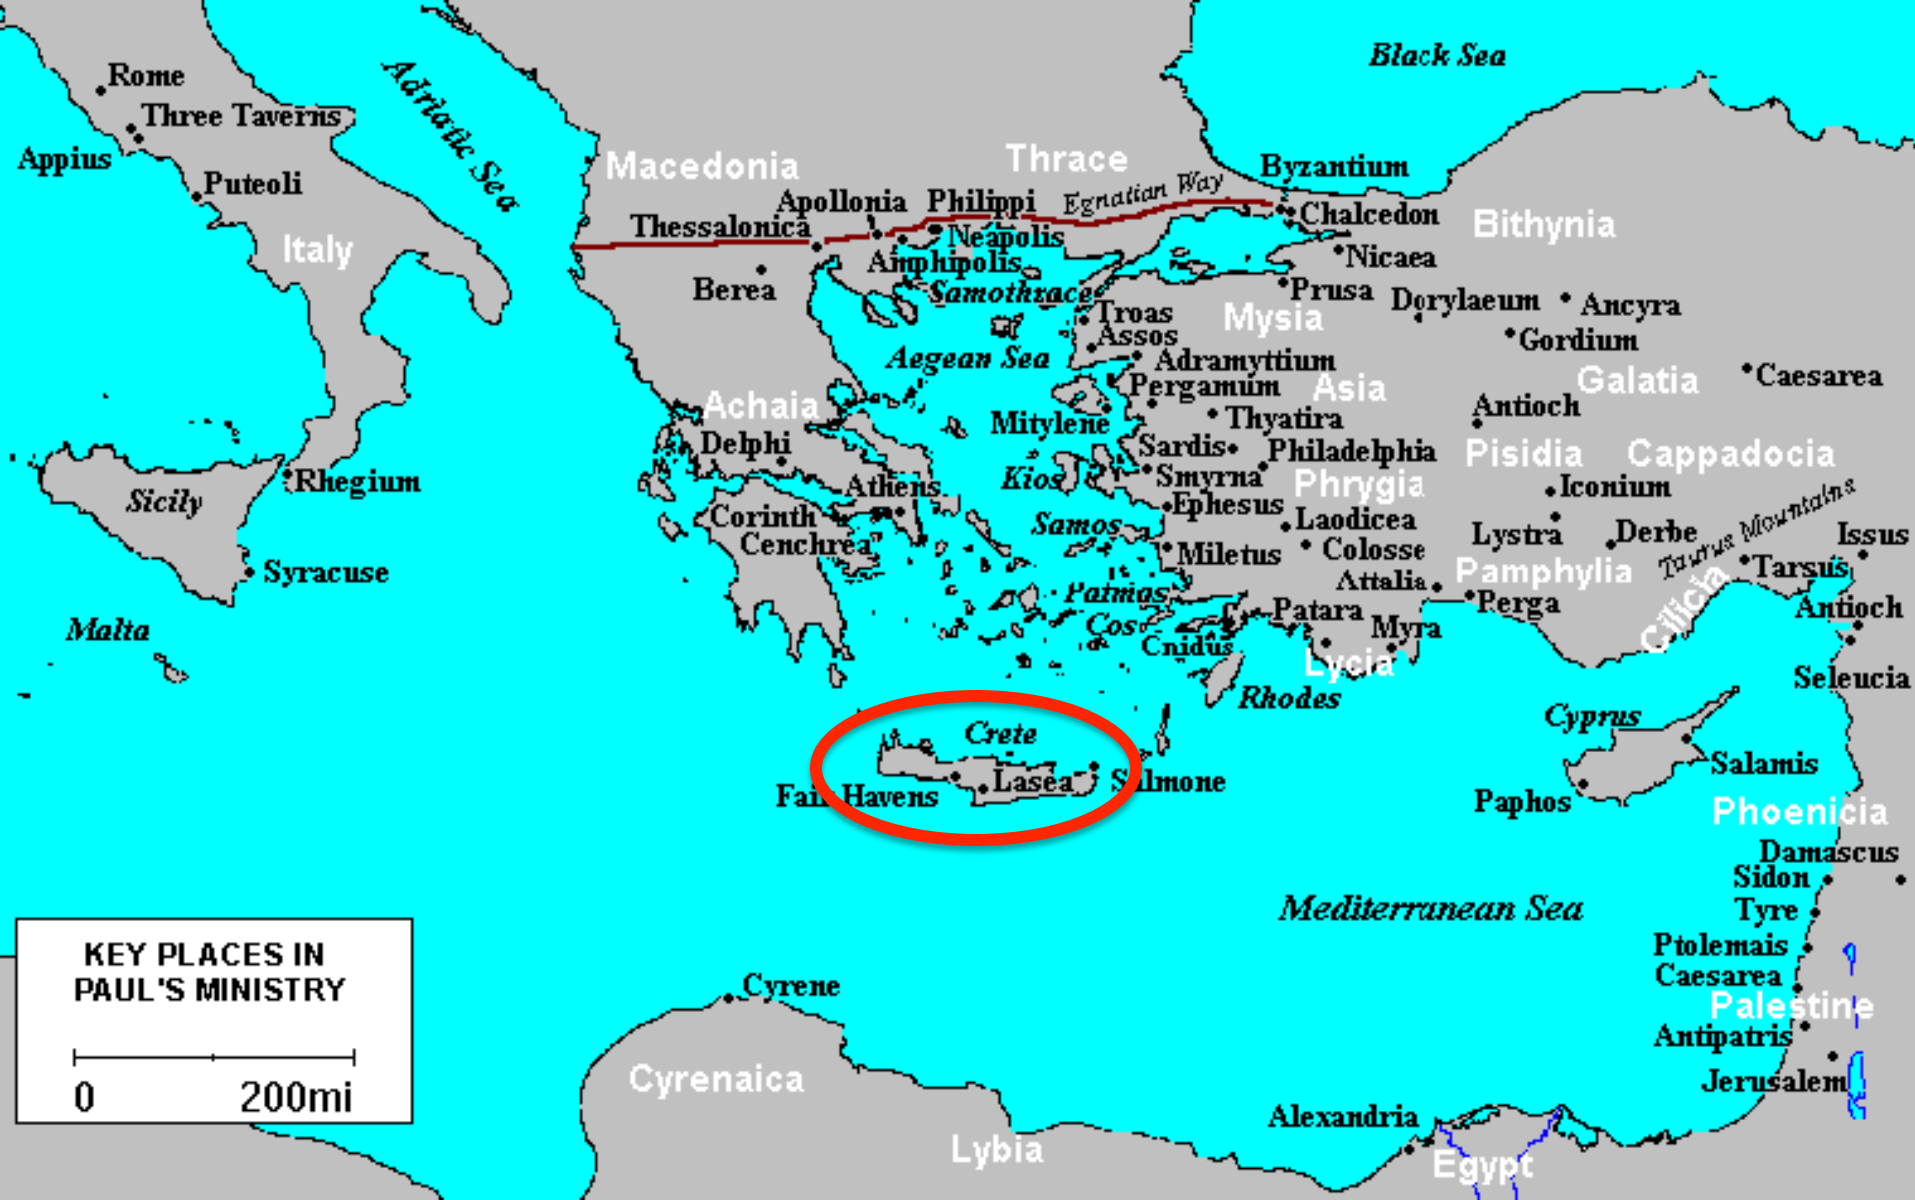 Black Sea
Rome
Adriatic Sea
Three Taverns
Appius
Macedonia
Thrace
Byzantium
Puteoli
Apollonia
Philippi
Egnatian Way
Chalcedon
Bithynia
Thessalonica
Neapolis
Italy
Amphipolis
Nicaea
Berea
Samothrace
Prusa
Dorylaeum
Ancyra
Troas
Mysia
Assos
Gordium
Aegean Sea
Adramyttium
Pergamum
Asia
Galatia
Caesarea
Achaia
Antioch
Mitylene
Thyatira
Delphi
Sardis
Philadelphia
Pisidia
Cappadocia
Rhegium
Kios
Smyrna
Phrygia
Athens
Iconium
Sicily
Ephesus
Corinth
Samos
Laodicea
Taurus Mountains
Lystra
Derbe
Issus
Cenchrea
Miletus
Colosse
Syracuse
Attalia
Pamphylia
Tarsus
Patmas
Perga
Cilicia
Antioch
Malta
Cos
Patara
Myra
Cnidus
Lycia
Seleucia
Rhodes
Cyprus
Crete
Salamis
Lasea
Salmone
Fair Havens
Paphos
Phoenicia
Damascus
Sidon
Mediterranean Sea
Tyre
Ptolemais
KEY PLACES IN
PAUL'S MINISTRY
Caesarea
Cyrene
Palestine
Antipatris
0 200mi
Cyrenaica
Jerusalem
Alexandria
Lybia
Egypt